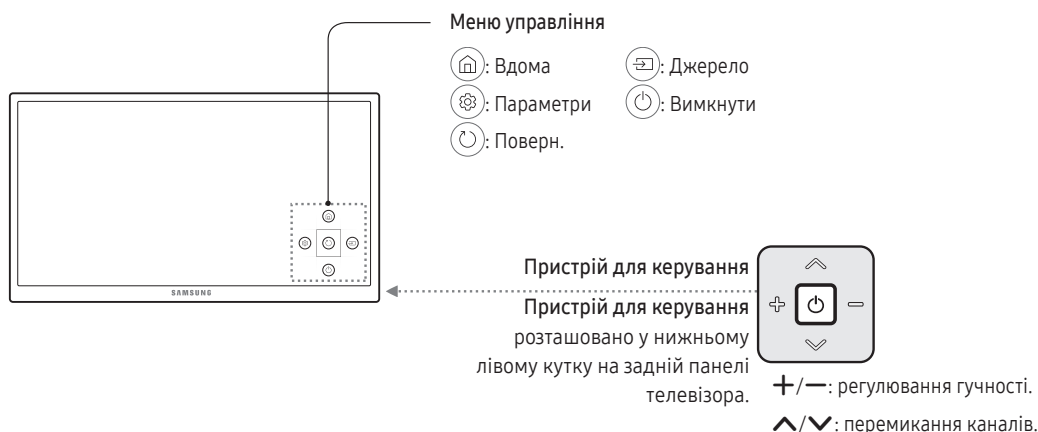 Меню управління
: Вдома
: Джерело
: Параметри
: Вимкнути
: Поверн.
SAMSUNG
Пристрій для керування
Пристрій для керування
розташовано у нижньому
лівому кутку на задній панелі
телевізора.
+/−: регулювання гучності.
∧/∨: перемикання каналів.